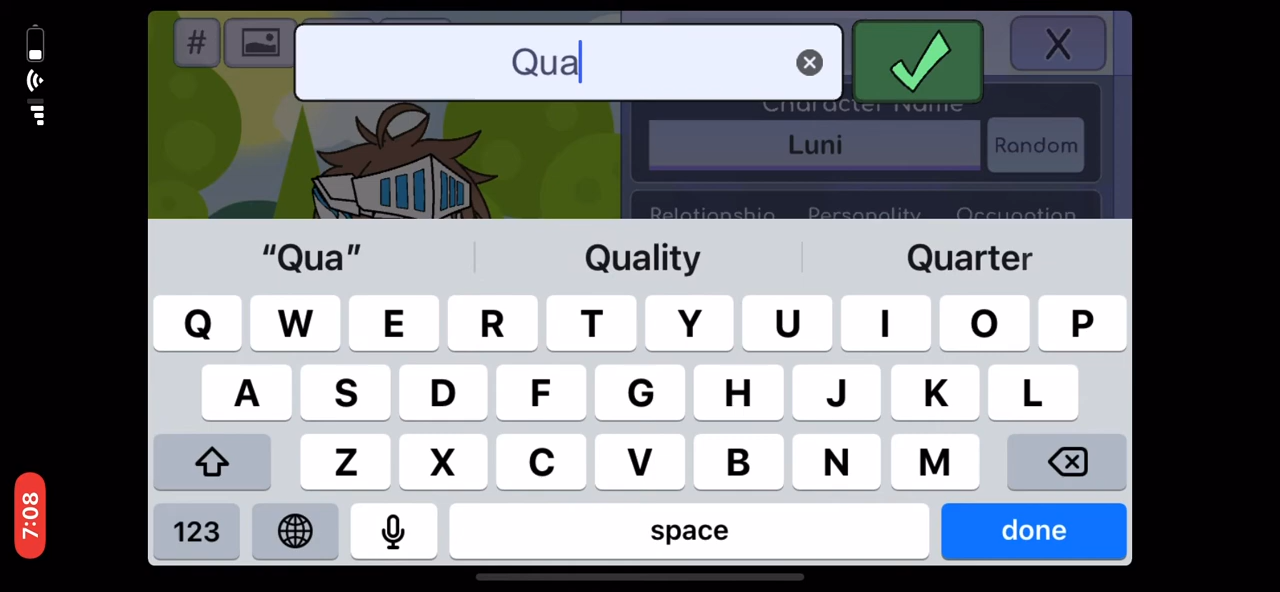 #
Qua
X
Character Name
Luni
Random
Relationship Personality Occupation
“Qua” Quality Quarter
Q W E R T Y U I O P
A S D F G H J K L
Z X C V B N M
123 space done
7:08